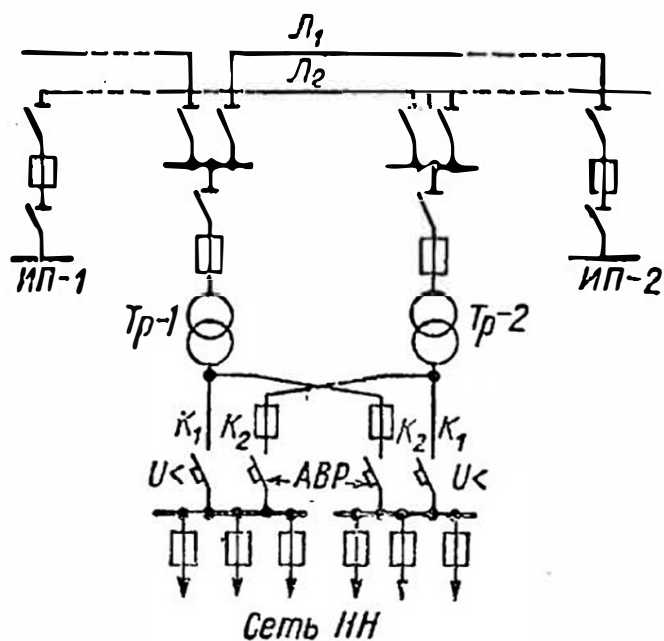 Л₁
Л₂
ИП-1
ИП-2
Тр-1
Тр-2
К₁ К₂ К₂ К₁
U< АВР U<
Сеть НН